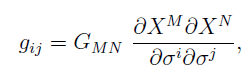 g_{ij} = G_{MN} \frac{\partial X^M \partial X^N}{\partial \sigma^i \partial \sigma^j},